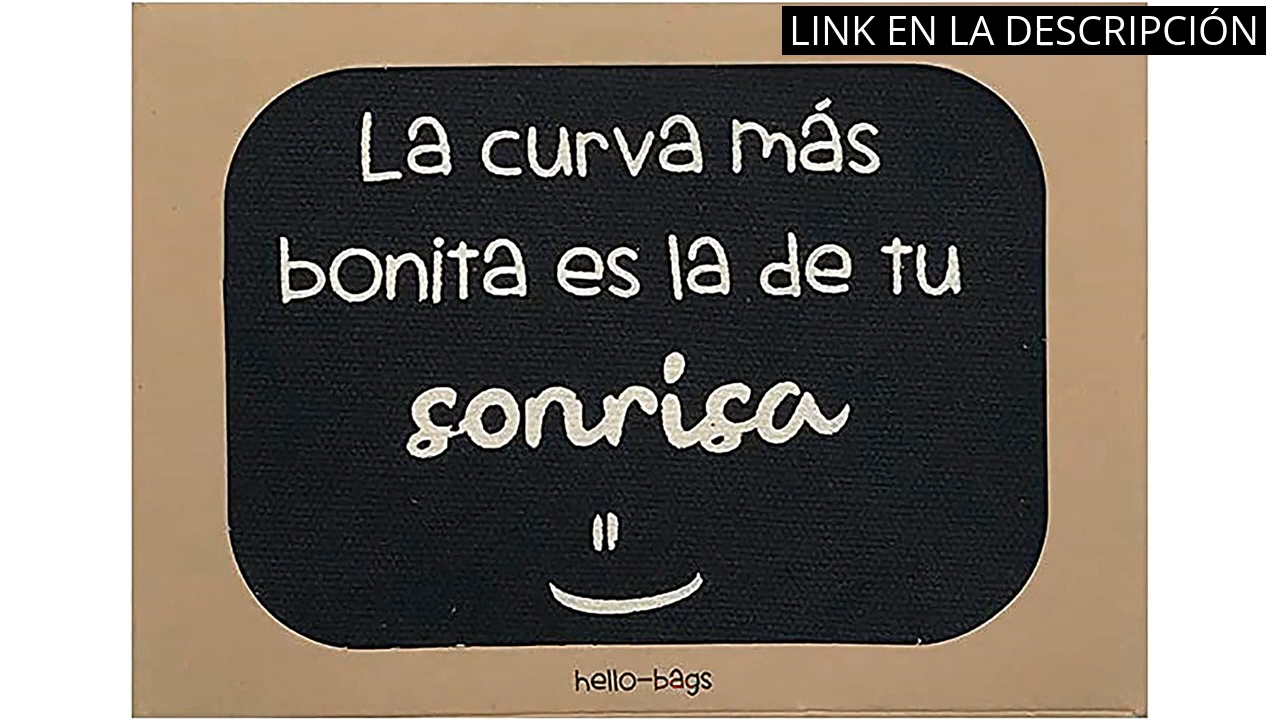 LINK EN LA DESCRIPCIÓN
La curva más
bonita es la de tu
sonrisa
hello-bags